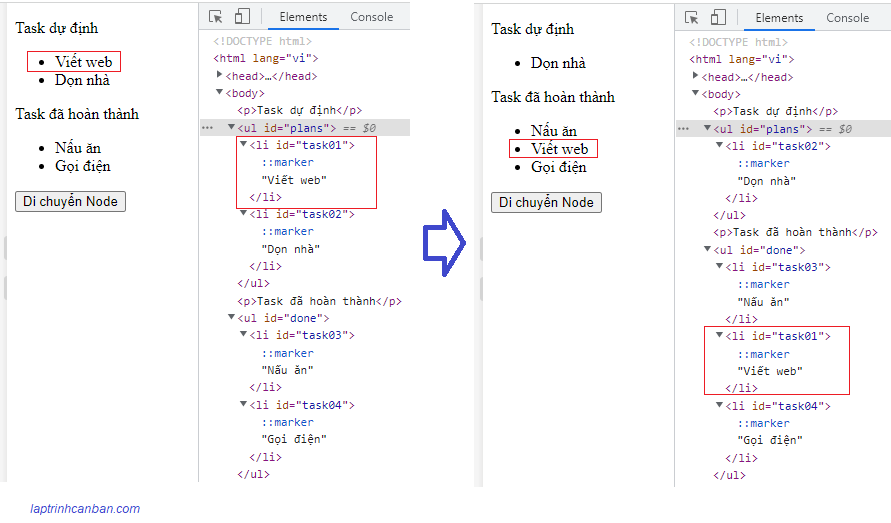 Task dự định
Viết web
Dọn nhà
Task đã hoàn thành
Nấu ăn
Gọi điện
Di chuyển Node
Elements Console
<!DOCTYPE html>
<html lang="vi">
<head>…</head>
<body>
<p>Task dự định</p>
<ul id="plans"> == $0
<li id="task01">
::marker
"Viết web"
</li>
<li id="task02">
::marker
"Dọn nhà"
</li>
</ul>
<p>Task đã hoàn thành</p>
<ul id="done">
<li id="task03">
::marker
"Nấu ăn"
</li>
<li id="task04">
::marker
"Gọi điện"
</li>
</ul>
Task dự định
Dọn nhà
Task đã hoàn thành
Nấu ăn
Viết web
Gọi điện
Di chuyển Node
Elements Console
<!DOCTYPE html>
<html lang="vi">
<head>…</head>
<body>
<p>Task dự định</p>
<ul id="plans"> == $0
<li id="task02">
::marker
"Dọn nhà"
</li>
</ul>
<p>Task đã hoàn thành</p>
<ul id="done">
<li id="task03">
::marker
"Nấu ăn"
</li>
<li id="task01">
::marker
"Viết web"
</li>
<li id="task04">
::marker
"Gọi điện"
</li>
</ul>
laptrinhcanban.com